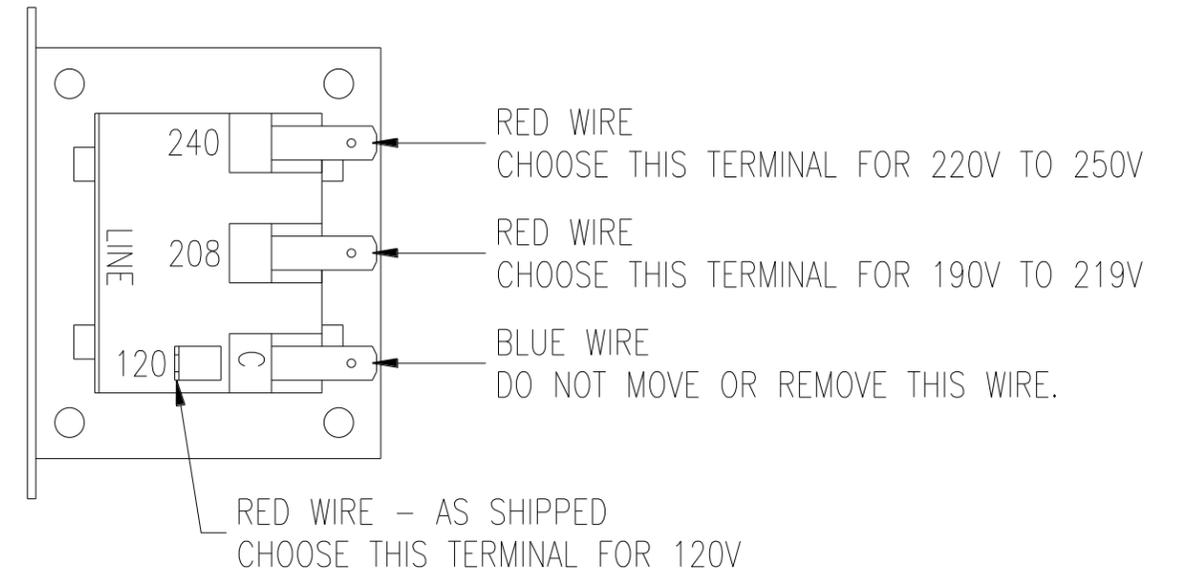 240
RED WIRE
CHOOSE THIS TERMINAL FOR 220V TO 250V
LINE
208
RED WIRE
CHOOSE THIS TERMINAL FOR 190V TO 219V
120
C
BLUE WIRE
DO NOT MOVE OR REMOVE THIS WIRE.
RED WIRE – AS SHIPPED
CHOOSE THIS TERMINAL FOR 120V